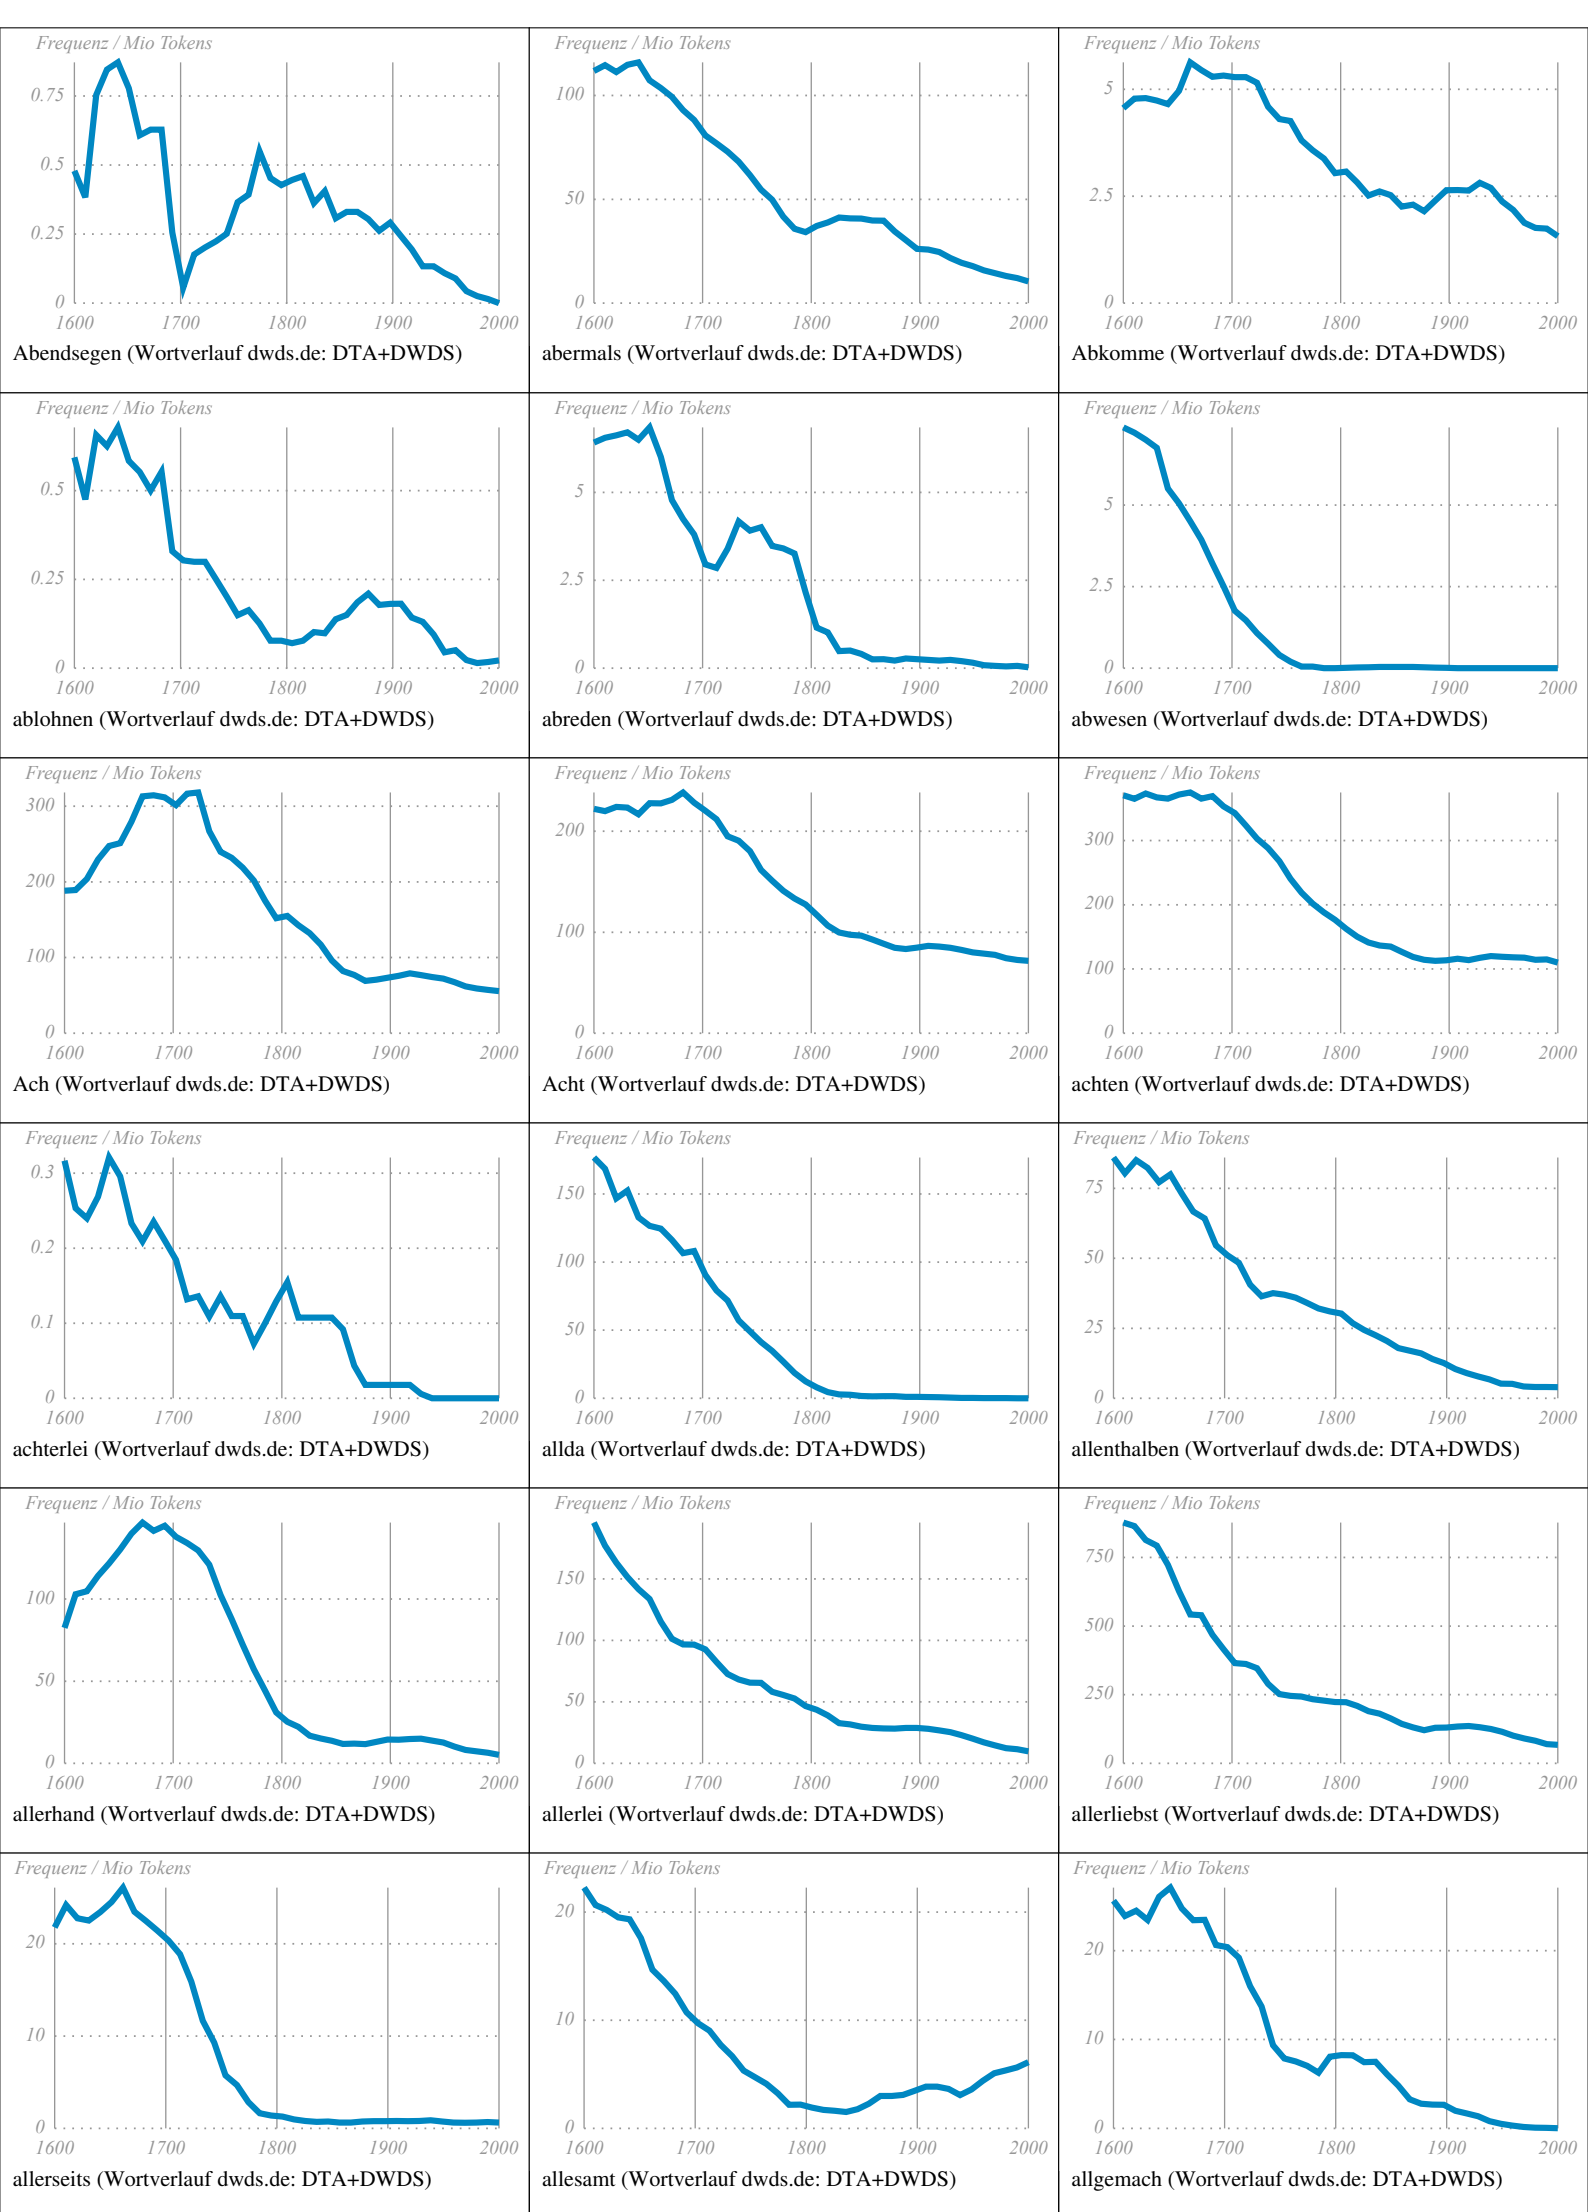 Frequenz / Mio Tokens
0.75
0.5
0.25
0
1600 1700 1800 1900 2000
Abendsegen (Wortverlauf dwds.de: DTA+DWDS)
Frequenz / Mio Tokens
100
50
0
1600 1700 1800 1900 2000
abermals (Wortverlauf dwds.de: DTA+DWDS)
Frequenz / Mio Tokens
5
2.5
0
1600 1700 1800 1900 2000
Abkomme (Wortverlauf dwds.de: DTA+DWDS)
Frequenz / Mio Tokens
0.5
0.25
0
1600 1700 1800 1900 2000
ablohnen (Wortverlauf dwds.de: DTA+DWDS)
Frequenz / Mio Tokens
5
2.5
0
1600 1700 1800 1900 2000
abreden (Wortverlauf dwds.de: DTA+DWDS)
Frequenz / Mio Tokens
5
2.5
0
1600 1700 1800 1900 2000
abwesen (Wortverlauf dwds.de: DTA+DWDS)
Frequenz / Mio Tokens
300
200
100
0
1600 1700 1800 1900 2000
Ach (Wortverlauf dwds.de: DTA+DWDS)
Frequenz / Mio Tokens
200
100
0
1600 1700 1800 1900 2000
Acht (Wortverlauf dwds.de: DTA+DWDS)
Frequenz / Mio Tokens
300
200
100
0
1600 1700 1800 1900 2000
achten (Wortverlauf dwds.de: DTA+DWDS)
Frequenz / Mio Tokens
0.3
0.2
0.1
0
1600 1700 1800 1900 2000
achterlei (Wortverlauf dwds.de: DTA+DWDS)
Frequenz / Mio Tokens
150
100
50
0
1600 1700 1800 1900 2000
allda (Wortverlauf dwds.de: DTA+DWDS)
Frequenz / Mio Tokens
75
50
25
0
1600 1700 1800 1900 2000
allenthalben (Wortverlauf dwds.de: DTA+DWDS)
Frequenz / Mio Tokens
100
50
0
1600 1700 1800 1900 2000
allerhand (Wortverlauf dwds.de: DTA+DWDS)
Frequenz / Mio Tokens
150
100
50
0
1600 1700 1800 1900 2000
allerlei (Wortverlauf dwds.de: DTA+DWDS)
Frequenz / Mio Tokens
750
500
250
0
1600 1700 1800 1900 2000
allerliebst (Wortverlauf dwds.de: DTA+DWDS)
Frequenz / Mio Tokens
20
10
0
1600 1700 1800 1900 2000
allerseits (Wortverlauf dwds.de: DTA+DWDS)
Frequenz / Mio Tokens
20
10
0
1600 1700 1800 1900 2000
allesamt (Wortverlauf dwds.de: DTA+DWDS)
Frequenz / Mio Tokens
20
10
0
1600 1700 1800 1900 2000
allgemach (Wortverlauf dwds.de: DTA+DWDS)